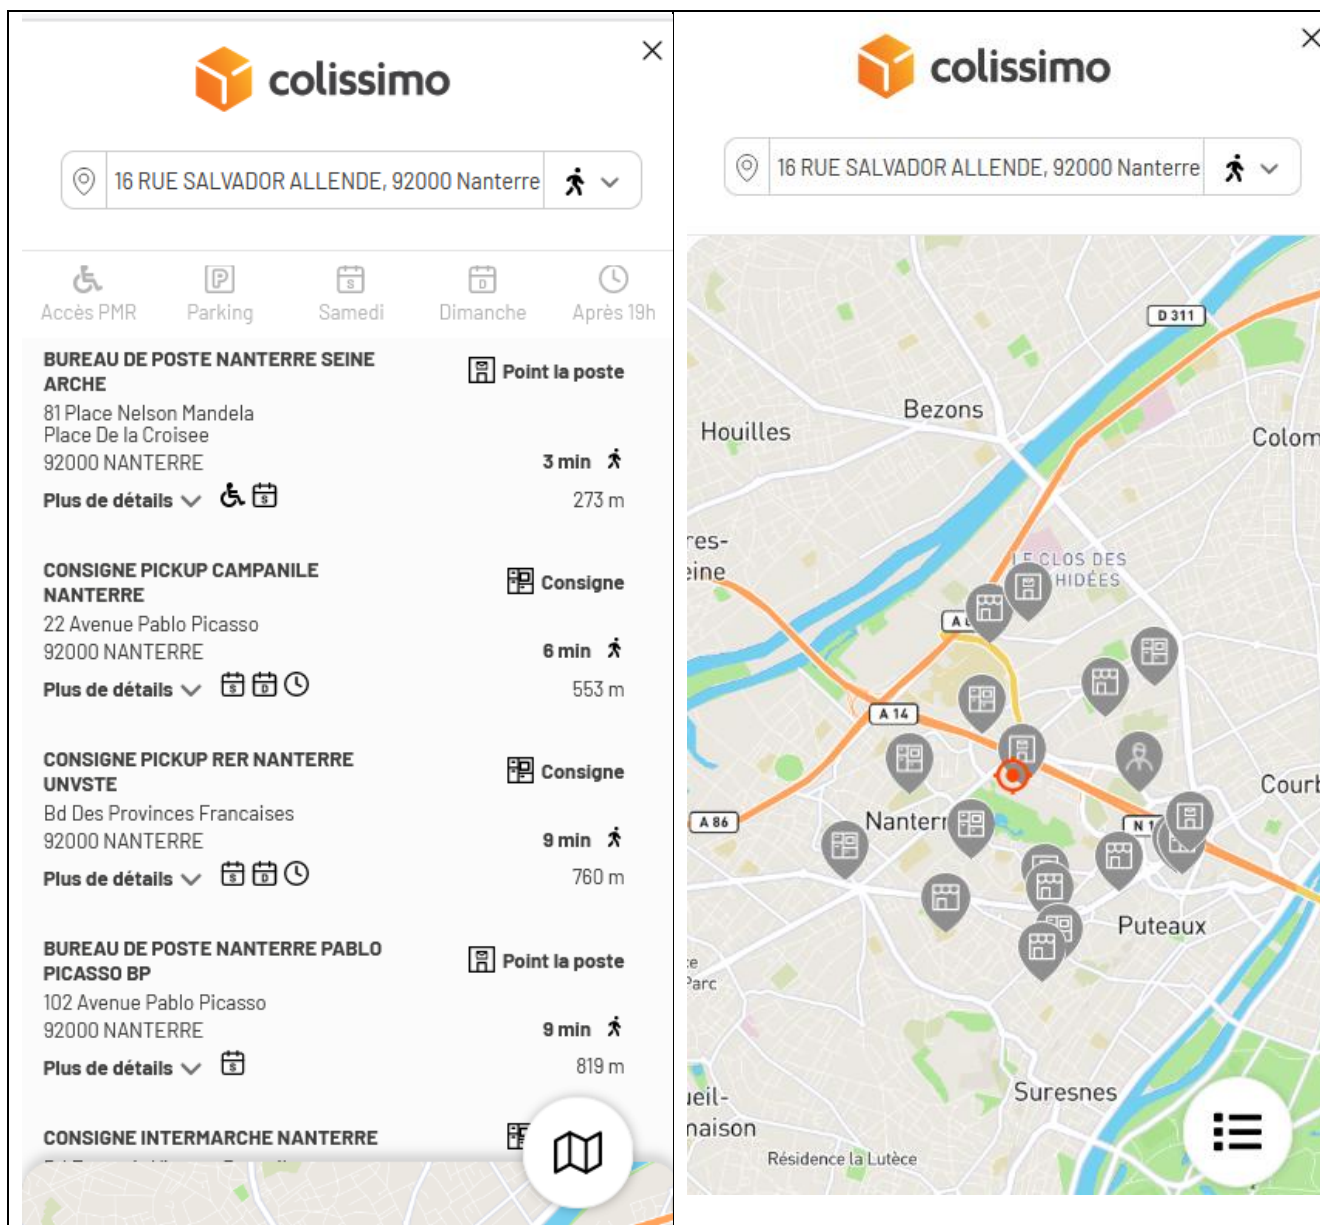 colissimo
16 RUE SALVADOR ALLENDE, 92000 Nanterre
Accès PMR
Parking
Samedi
Dimanche
Après 19h
BUREAU DE POSTE NANTERRE SEINE
ARCHE
Point la poste
81 Place Nelson Mandela
Place De la Croisee
92000 NANTERRE
3 min
Plus de détails
273 m
CONSIGNE PICKUP CAMPANILE
NANTERRE
Consigne
22 Avenue Pablo Picasso
92000 NANTERRE
6 min
Plus de détails
553 m
CONSIGNE PICKUP RER NANTERRE
UNVSTE
Consigne
Bd Des Provinces Francaises
92000 NANTERRE
9 min
Plus de détails
760 m
BUREAU DE POSTE NANTERRE PABLO
PICASSO BP
Point la poste
102 Avenue Pablo Picasso
92000 NANTERRE
9 min
Plus de détails
819 m
CONSIGNE INTERMARCHE NANTERRE
colissimo
16 RUE SALVADOR ALLENDE, 92000 Nanterre
D 311
Bezons
Houilles
Colom
res-
eine
LE CLOS DES
HIDÉES
A 14
Courb
A 86
Nanterr
N 1
Puteaux
Parc
Suresnes
ueil-
maison
Résidence la Lutèce